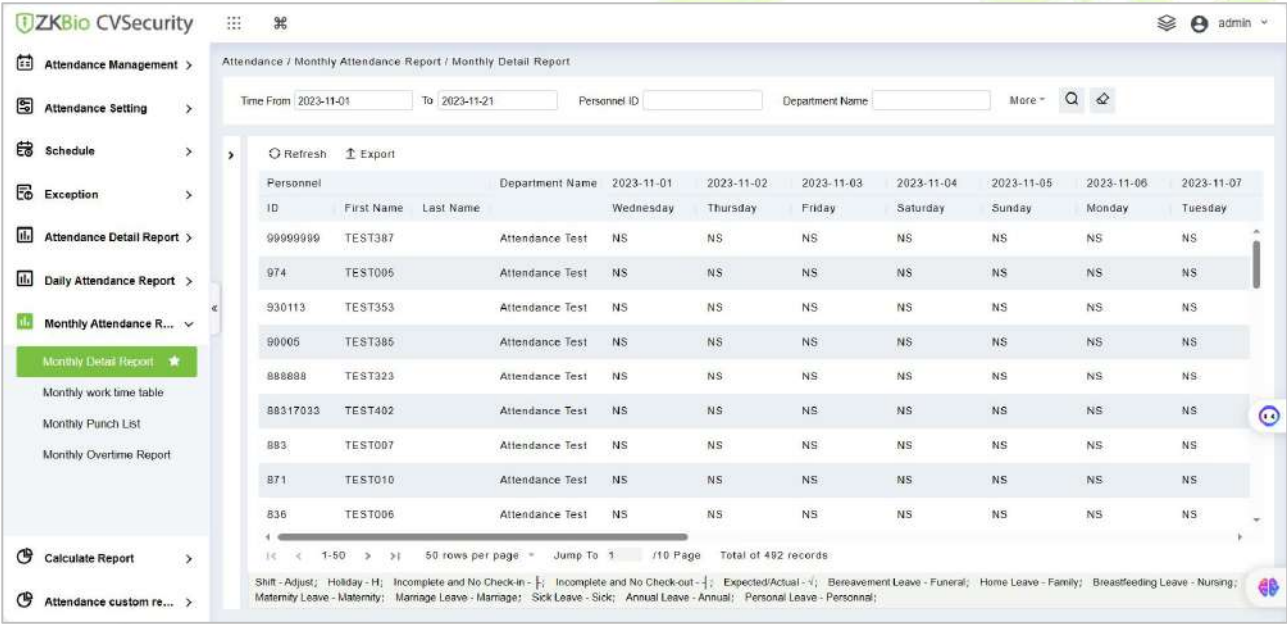 ZKBio CVSecurity
admin
Attendance Management
Attendance Setting
Schedule
Exception
Attendance Detail Report
Daily Attendance Report
Monthly Attendance R...
Monthly Detail Report
Monthly work time table
Monthly Punch List
Monthly Overtime Report
Calculate Report
Attendance custom re...
Attendance / Monthly Attendance Report / Monthly Detail Report
Time From 2023-11-01 To 2023-11-21 Personnel ID Department Name More
Refresh Export
Personnel Department Name 2023-11-01 2023-11-02 2023-11-03 2023-11-04 2023-11-05 2023-11-06 2023-11-07
ID First Name Last Name Wednesday Thursday Friday Saturday Sunday Monday Tuesday
99999999 TEST387 Attendance Test NS NS NS NS NS NS NS
974 TEST005 Attendance Test NS NS NS NS NS NS NS
930113 TEST353 Attendance Test NS NS NS NS NS NS NS
90005 TEST385 Attendance Test NS NS NS NS NS NS NS
888888 TEST323 Attendance Test NS NS NS NS NS NS NS
88317033 TEST402 Attendance Test NS NS NS NS NS NS NS
883 TEST007 Attendance Test NS NS NS NS NS NS NS
871 TEST010 Attendance Test NS NS NS NS NS NS NS
836 TEST006 Attendance Test NS NS NS NS NS NS NS
1-50 50 rows per page Jump To 1 /10 Page Total of 492 records
Shift - Adjust; Holiday - H; Incomplete and No Check-in - ├; Incomplete and No Check-out - ┤; Expected/Actual - √; Bereavement Leave - Funeral; Home Leave - Family; Breastfeeding Leave - Nursing;
Maternity Leave - Maternity; Marriage Leave - Marriage; Sick Leave - Sick; Annual Leave - Annual; Personal Leave - Personnal;